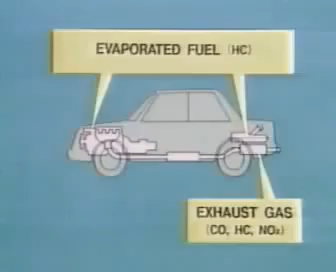 EVAPORATED FUEL (HC)
EXHAUST GAS
(CO, HC, NOx)